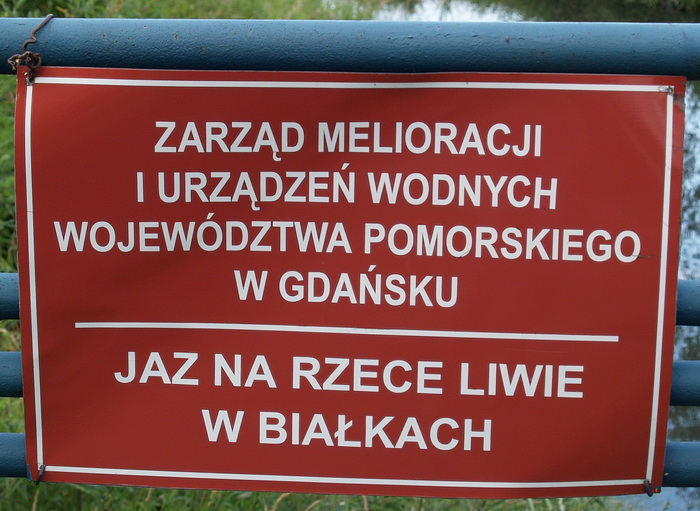 ZARZĄD MELIORACJI
I URZĄDZEŃ WODNYCH
WOJEWÓDZTWA POMORSKIEGO
W GDAŃSKU
JAZ NA RZECE LIWIE
W BIAŁKACH